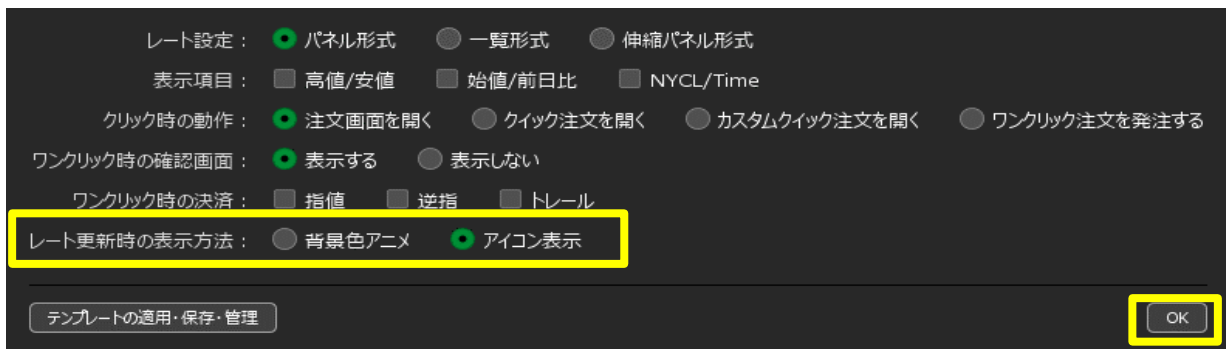 レート設定： パネル形式 一覧形式 伸縮パネル形式
表示項目： 高値/安値 始値/前日比 NYCL/Time
クリック時の動作： 注文画面を開く クイック注文を開く カスタムクイック注文を開く ワンクリック注文を発注する
ワンクリック時の確認画面： 表示する 表示しない
ワンクリック時の決済： 指値 逆指 トレール
レート更新時の表示方法： 背景色アニメ アイコン表示
テンプレートの適用・保存・管理 OK